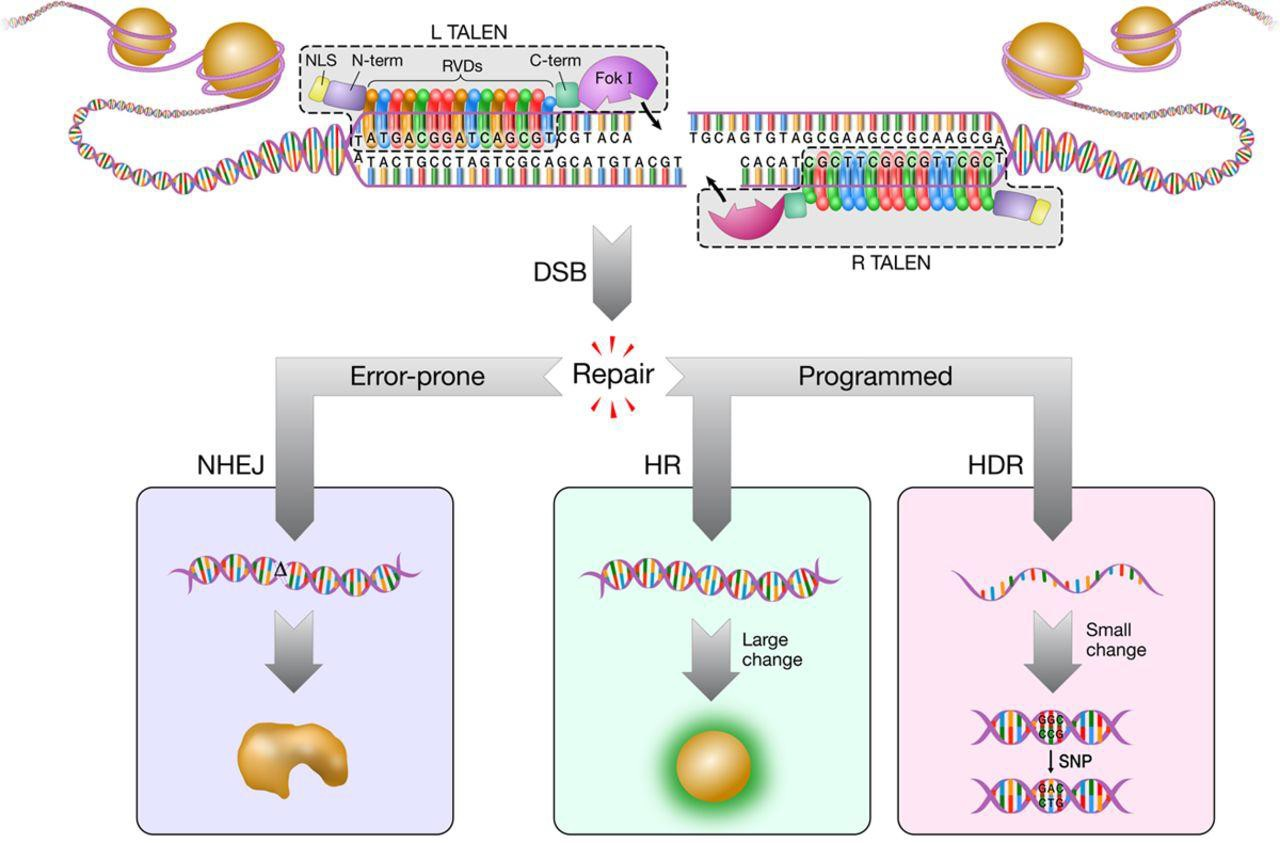 L TALEN
NLS
N-term
RVDs
C-term
Fok I
TATGACGGATCAGCGTCGTACA
TGCAGTGTAGCGAAGCCGCAAGCGA
ATACTGCCTAGTCGCAGCATGTACGT
CACATCGCTTCGGCGTTCGCT
R TALEN
DSB
Error-prone
Repair
Programmed
NHEJ
HR
HDR
Δ
Large
change
Small
change
GGC
CCG
SNP
GAC
CTG